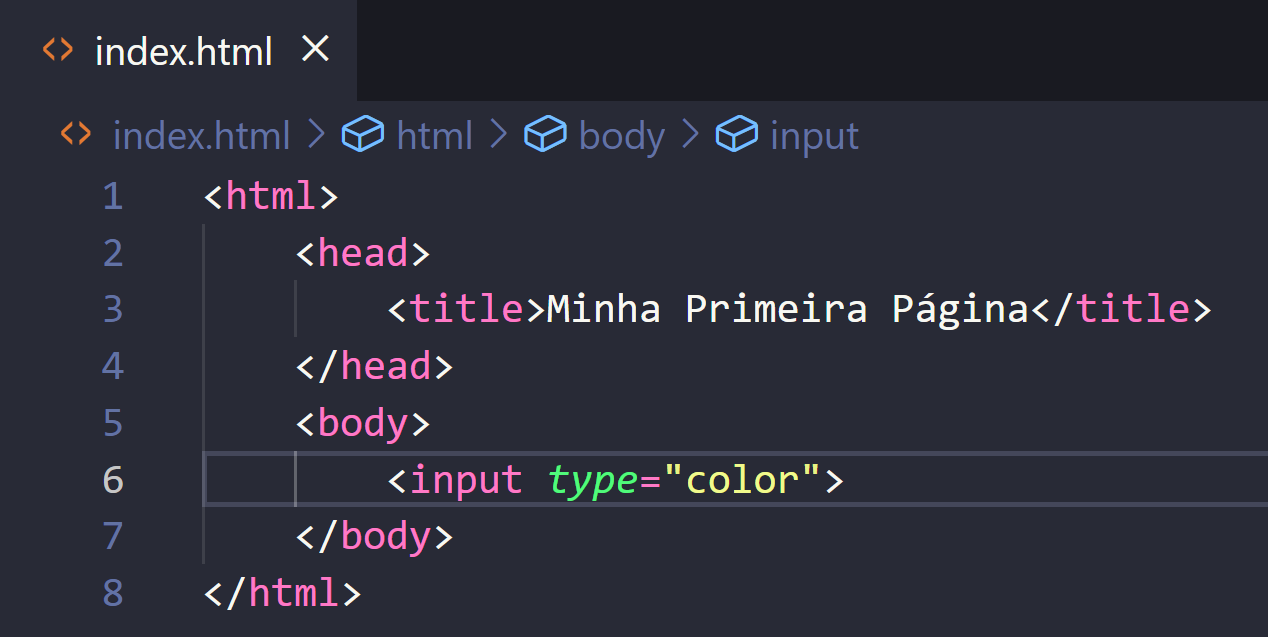 index.html
index.html > html > body > input
1 <html>
2 <head>
3 <title>Minha Primeira Página</title>
4 </head>
5 <body>
6 <input type="color">
7 </body>
8 </html>